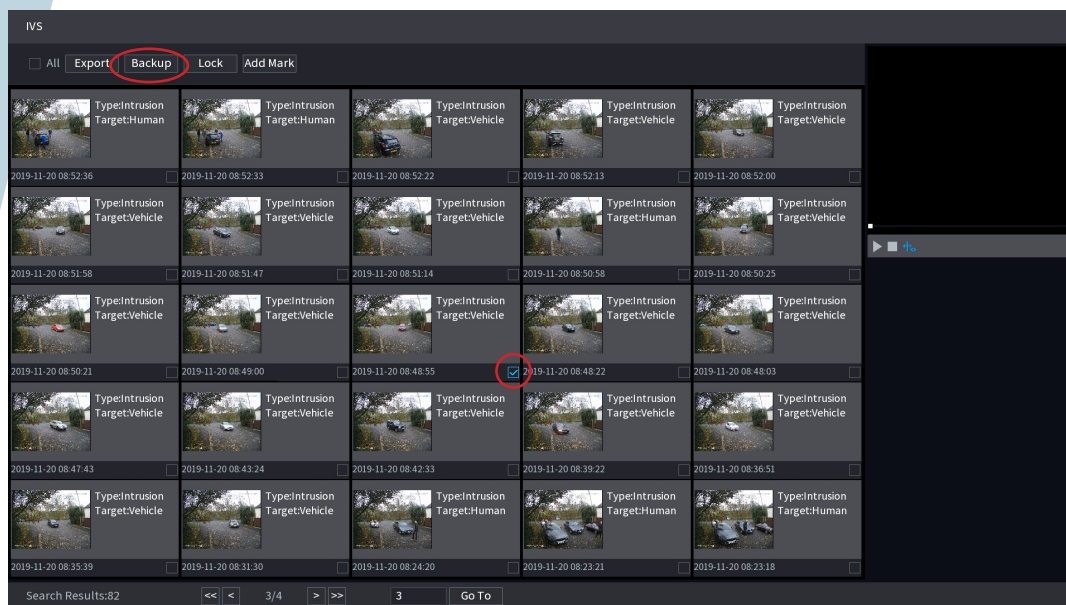 IVS
All Export Backup Lock Add Mark
Type:Intrusion
Target:Human
2019-11-20 08:52:36
Type:Intrusion
Target:Human
2019-11-20 08:52:33
Type:Intrusion
Target:Vehicle
2019-11-20 08:52:22
Type:Intrusion
Target:Vehicle
2019-11-20 08:52:13
Type:Intrusion
Target:Vehicle
2019-11-20 08:52:00
Type:Intrusion
Target:Vehicle
2019-11-20 08:51:58
Type:Intrusion
Target:Vehicle
2019-11-20 08:51:47
Type:Intrusion
Target:Vehicle
2019-11-20 08:51:14
Type:Intrusion
Target:Human
2019-11-20 08:50:58
Type:Intrusion
Target:Vehicle
2019-11-20 08:50:25
Type:Intrusion
Target:Vehicle
2019-11-20 08:50:21
Type:Intrusion
Target:Vehicle
2019-11-20 08:49:00
Type:Intrusion
Target:Vehicle
2019-11-20 08:48:55
Type:Intrusion
Target:Vehicle
2019-11-20 08:48:22
Type:Intrusion
Target:Vehicle
2019-11-20 08:48:03
Type:Intrusion
Target:Vehicle
2019-11-20 08:47:43
Type:Intrusion
Target:Vehicle
2019-11-20 08:43:24
Type:Intrusion
Target:Vehicle
2019-11-20 08:42:33
Type:Intrusion
Target:Vehicle
2019-11-20 08:39:22
Type:Intrusion
Target:Vehicle
2019-11-20 08:36:51
Type:Intrusion
Target:Vehicle
2019-11-20 08:35:39
Type:Intrusion
Target:Vehicle
2019-11-20 08:31:30
Type:Intrusion
Target:Human
2019-11-20 08:24:20
Type:Intrusion
Target:Human
2019-11-20 08:23:21
Type:Intrusion
Target:Human
2019-11-20 08:23:18
Search Results:82 << < 3/4 > >> 3 Go To